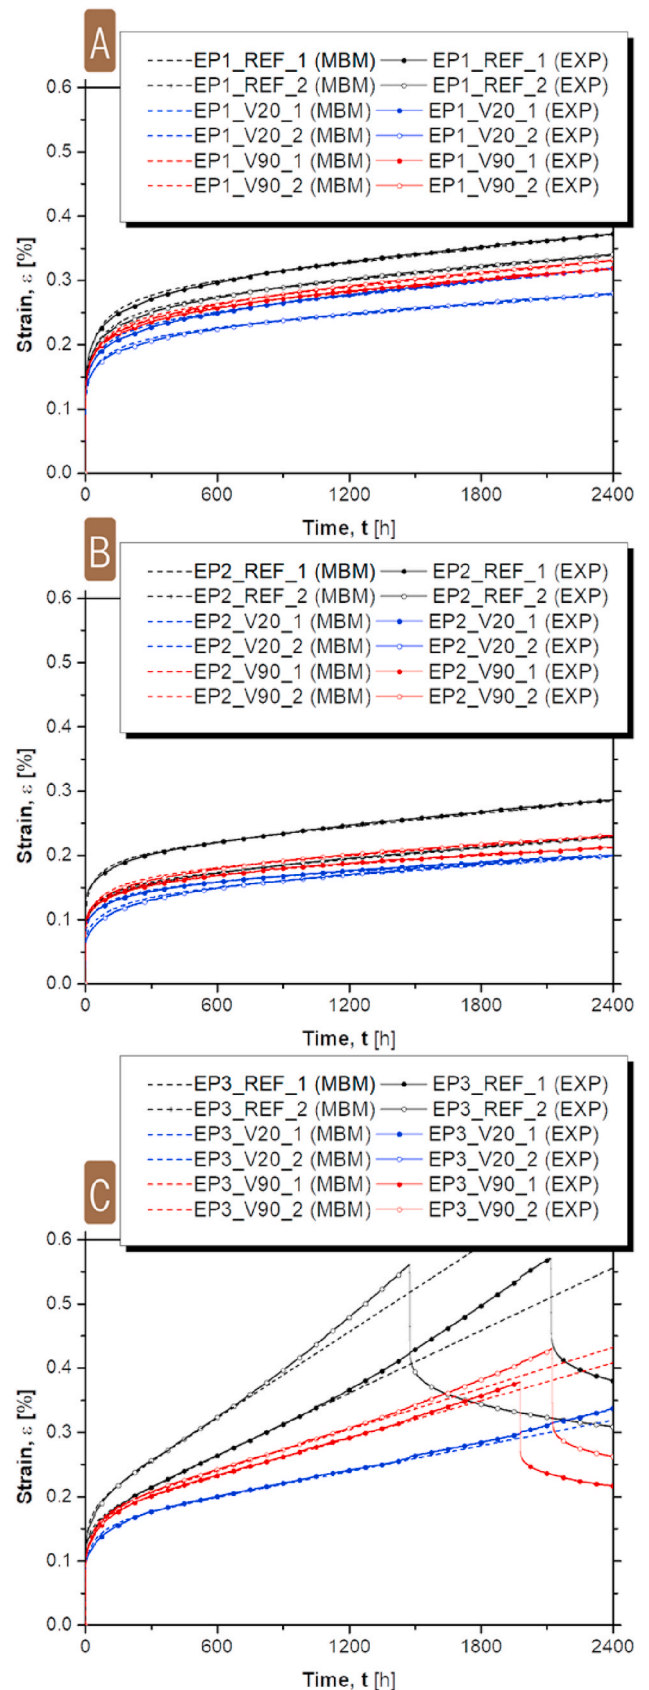 A
EP1_REF_1 (MBM) EP1_REF_1 (EXP)
EP1_REF_2 (MBM) EP1_REF_2 (EXP)
EP1_V20_1 (MBM) EP1_V20_1 (EXP)
EP1_V20_2 (MBM) EP1_V20_2 (EXP)
EP1_V90_1 (MBM) EP1_V90_1 (EXP)
EP1_V90_2 (MBM) EP1_V90_2 (EXP)
0.6
0.5
0.4
0.3
0.2
0.1
0.0
Strain, ε [%]
0 600 1200 1800 2400
Time, t [h]
B
EP2_REF_1 (MBM) EP2_REF_1 (EXP)
EP2_REF_2 (MBM) EP2_REF_2 (EXP)
EP2_V20_1 (MBM) EP2_V20_1 (EXP)
EP2_V20_2 (MBM) EP2_V20_2 (EXP)
EP2_V90_1 (MBM) EP2_V90_1 (EXP)
EP2_V90_2 (MBM) EP2_V90_2 (EXP)
0.6
0.5
0.4
0.3
0.2
0.1
0.0
Strain, ε [%]
0 600 1200 1800 2400
Time, t [h]
C
EP3_REF_1 (MBM) EP3_REF_1 (EXP)
EP3_REF_2 (MBM) EP3_REF_2 (EXP)
EP3_V20_1 (MBM) EP3_V20_1 (EXP)
EP3_V20_2 (MBM) EP3_V20_2 (EXP)
EP3_V90_1 (MBM) EP3_V90_1 (EXP)
EP3_V90_2 (MBM) EP3_V90_2 (EXP)
0.6
0.5
0.4
0.3
0.2
0.1
0.0
Strain, ε [%]
0 600 1200 1800 2400
Time, t [h]